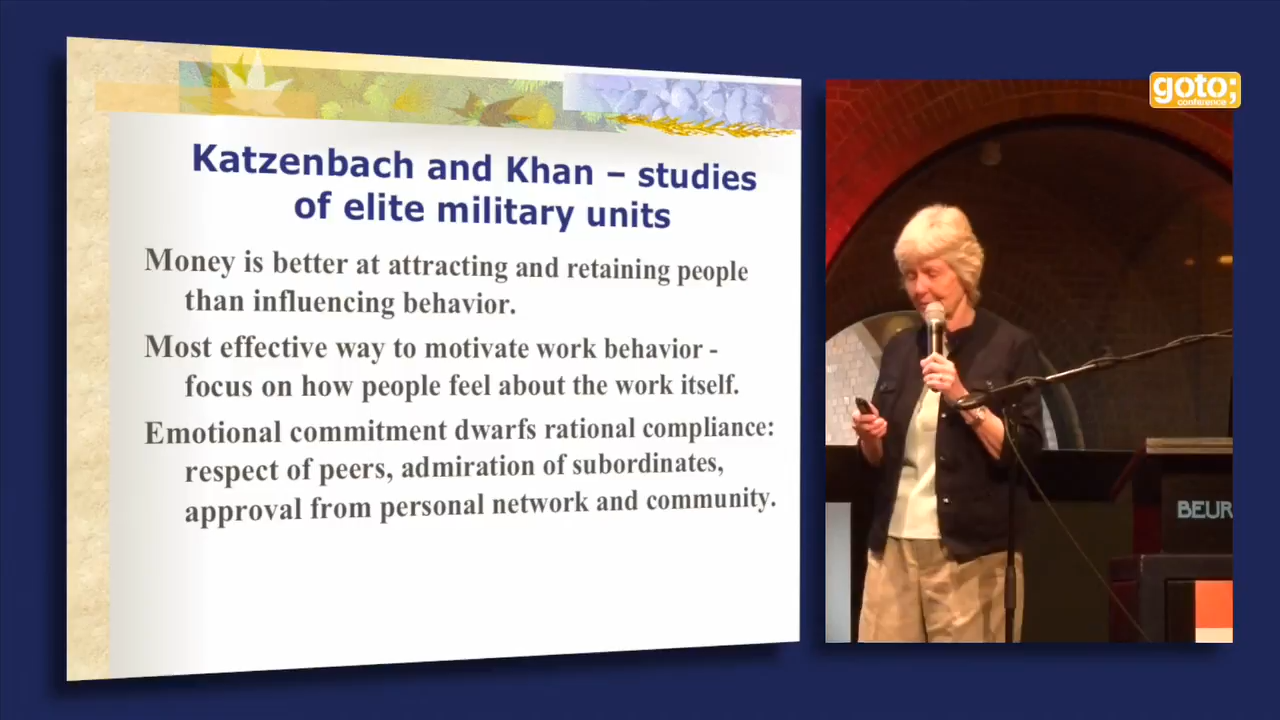 goto;
conference
Katzenbach and Khan – studies
of elite military units
Money is better at attracting and retaining people
than influencing behavior.
Most effective way to motivate work behavior -
focus on how people feel about the work itself.
Emotional commitment dwarfs rational compliance:
respect of peers, admiration of subordinates,
approval from personal network and community.
BEUR